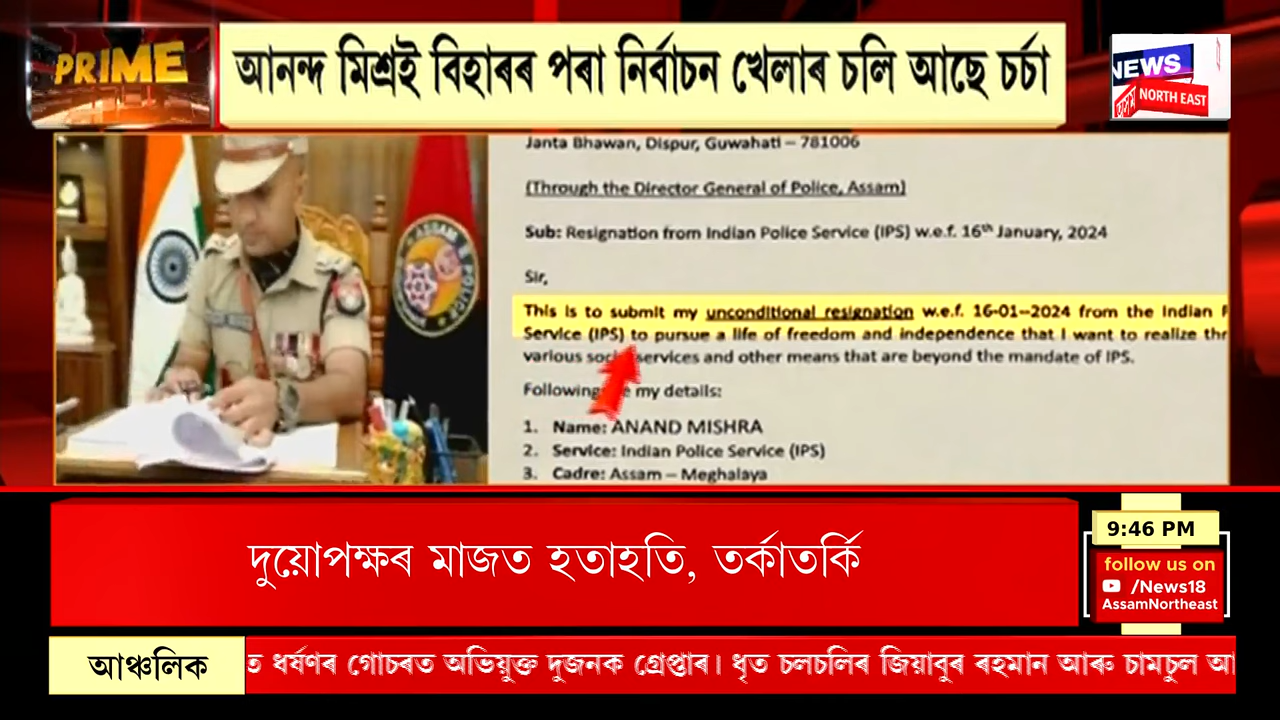 PRIME
আনন্দ মিশ্ৰই বিহাৰৰ পৰা নিৰ্বাচন খেলাৰ চলি আছে চৰ্চা
NEWS
NORTH EAST
Janta Bhawan, Dispur, Guwahati – 781006
(Through the Director General of Police, Assam)
Sub: Resignation from Indian Police Service (IPS) w.e.f. 16th January, 2024
Sir,
This is to submit my unconditional resignation w.e.f. 16-01-2024 from the Indian
Service (IPS) to pursue a life of freedom and independence that I want to realize
various services and other means that are beyond the mandate of IPS.
Following my details:
1. Name: ANAND MISHRA
2. Service: Indian Police Service (IPS)
3. Cadre: Assam – Meghalaya
ASSAM
POLICE
দুয়োপক্ষৰ মাজত হতাহতি, তৰ্কাতৰ্কি
9:46 PM
follow us on
/News18
AssamNortheast
আঞ্চলিক
ত ধৰ্ষণৰ গোচৰত অভিযুক্ত দুজনক গ্ৰেপ্তাৰ। ধৃত চলচলিৰ জিয়াবুৰ ৰহমান আৰু চামচুল আ